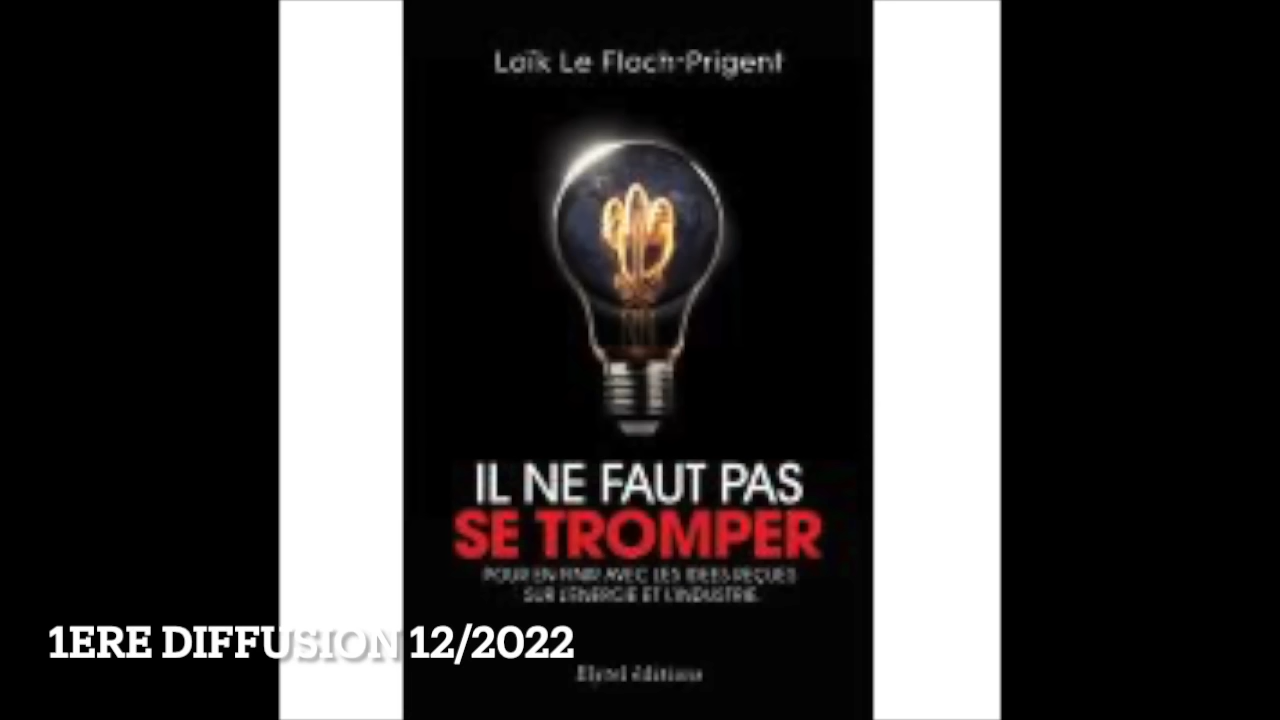 Loïk Le Floch-Prigent
IL NE FAUT PAS
SE TROMPER
POUR EN FINIR AVEC LES IDÉES REÇUES
SUR L'ÉNERGIE ET L'INDUSTRIE.
1ERE DIFFUSION 12/2022
éditions